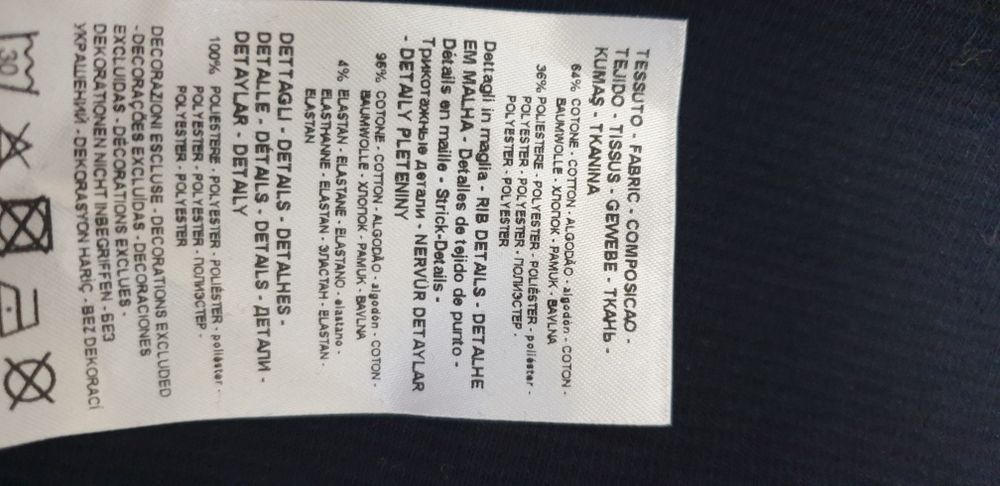 TESSUTO - FABRIC - COMPOSICAO -
TEJIDO - TISSUS - GEWEBE - ТКАНЬ -
KUMAŞ - TKANINA
64% COTONE - COTTON - ALGODÃO - algodón - COTON -
BAUMWOLLE - ХЛОПОК - PAMUK - BAVLNA
36% POLIESTERE - POLYESTER - POLIÉSTER - poliéster -
POLYESTER - POLYESTER - ПОЛИЭСТЕР -
POLYESTER - POLYESTER
Dettagli in maglia - RIB DETAILS - DETALHE
EM MALHA - Detalles de tejido de punto -
Détails en maille - Strick-Details -
Трикотажные детали - NERVÜR DETAYLAR
- DETAILY PLETENINY
96% COTONE - COTTON - ALGODÃO - algodón - COTON -
BAUMWOLLE - ХЛОПОК - PAMUK - BAVLNA
4% ELASTAN - ELASTANE - ELASTANO - elastano -
ELASTHANNE - ELASTAN - ЭЛАСТАН - ELASTAN -
ELASTAN
DETTAGLI - DETAILS - DETALHES -
DETALLE - DÉTAILS - DETAILS - ДЕТАЛИ -
DETAYLAR - DETAILY
100% POLIESTERE - POLYESTER - POLIÉSTER - poliéster -
POLYESTER - POLYESTER - ПОЛИЭСТЕР -
POLYESTER - POLYESTER
DECORAZIONI ESCLUSE - DECORATIONS EXCLUDED
- DECORAÇÕES EXCLUÍDAS - DECORACIONES
EXCLUIDAS - DÉCORATIONS EXCLUES -
DEKORATIONEN NICHT INBEGRIFFEN - БЕЗ
УКРАШЕНИЙ - DEKORASYON HARİÇ - BEZ DEKORACÍ
30